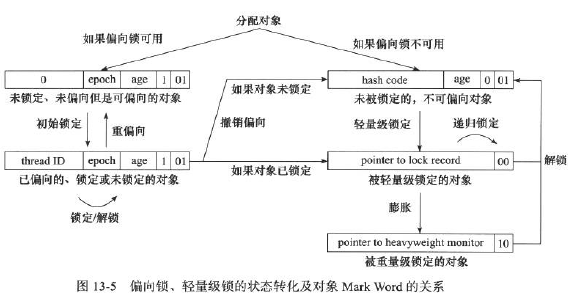 分配对象
如果偏向锁可用
如果偏向锁不可用
0 epoch age 1 01
未锁定、未偏向但是可偏向的对象
hash code age 0 01
未被锁定的，不可偏向对象
如果对象未锁定
初始锁定
重偏向
撤销偏向
轻量级锁定
递归锁定
thread ID epoch age 1 01
已偏向的、锁定或未锁定的对象
如果对象已锁定
pointer to lock record 00
被轻量级锁定的对象
解锁
锁定/解锁
膨胀
pointer to heavyweight monitor 10
被重量级锁定的对象
图 13-5 偏向锁、轻量级锁的状态转化及对象 Mark Word 的关系